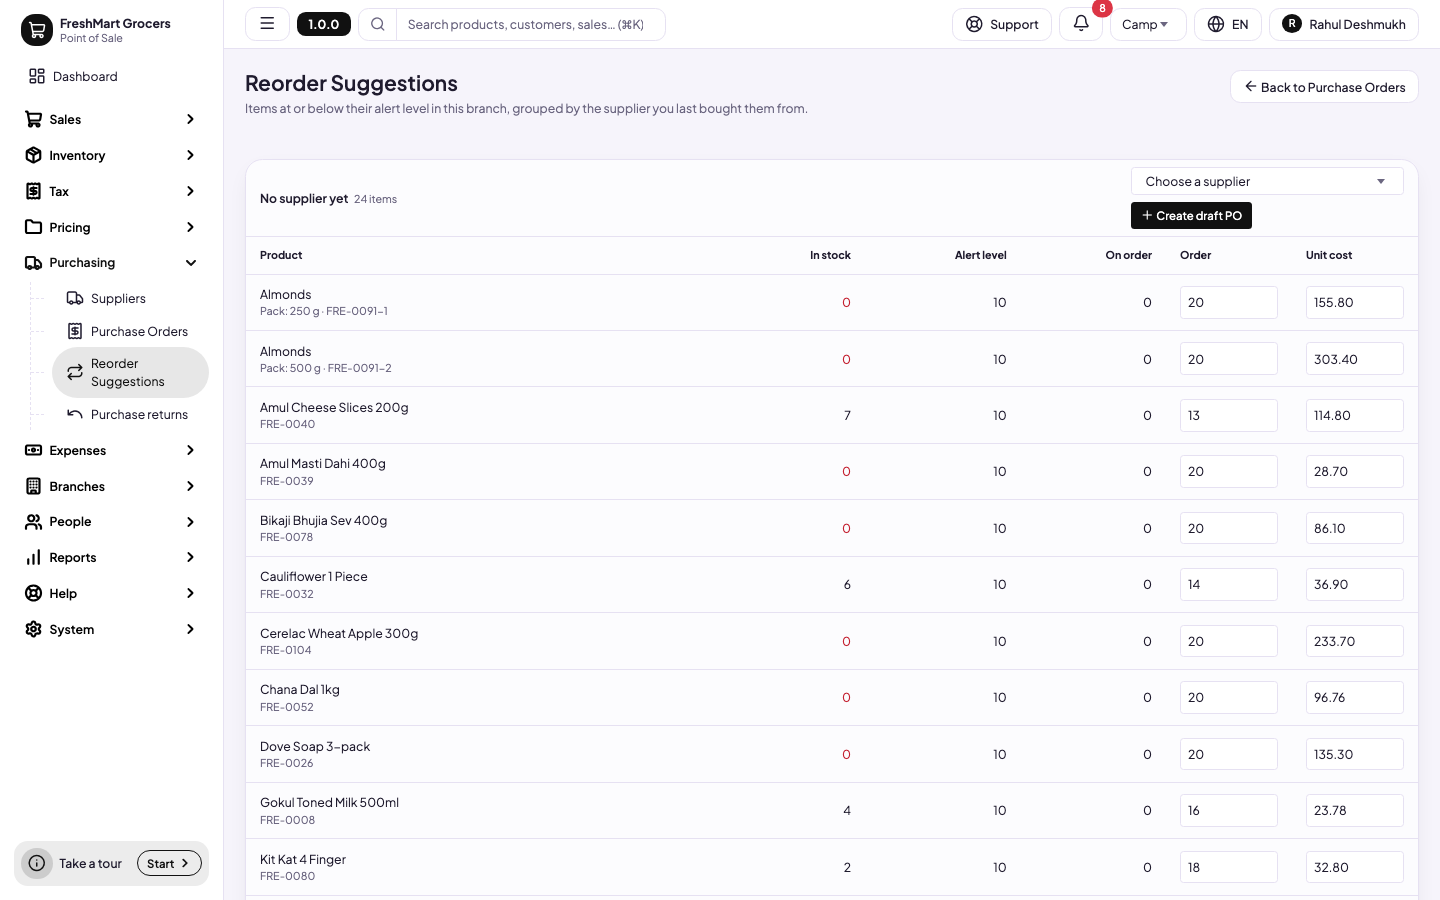 FreshMart Grocers
Point of Sale
Dashboard
Sales
Inventory
Tax
Pricing
Purchasing
Suppliers
Purchase Orders
Reorder
Suggestions
Purchase returns
Expenses
Branches
People
Reports
Help
System
Take a tour
Start
1.0.0
Search products, customers, sales... (⌘K)
Support
8
Camp
EN
R
Rahul Deshmukh
Reorder Suggestions
Items at or below their alert level in this branch, grouped by the supplier you last bought them from.
Back to Purchase Orders
No supplier yet 24 items
Choose a supplier
Create draft PO
Product In stock Alert level On order Order Unit cost
Almonds
Pack: 250 g · FRE-0091-1
0 10 0 20 155.80
Almonds
Pack: 500 g · FRE-0091-2
0 10 0 20 303.40
Amul Cheese Slices 200g
FRE-0040
7 10 0 13 114.80
Amul Masti Dahi 400g
FRE-0039
0 10 0 20 28.70
Bikaji Bhujia Sev 400g
FRE-0078
0 10 0 20 86.10
Cauliflower 1 Piece
FRE-0032
6 10 0 14 36.90
Cerelac Wheat Apple 300g
FRE-0104
0 10 0 20 233.70
Chana Dal 1kg
FRE-0052
0 10 0 20 96.76
Dove Soap 3-pack
FRE-0026
0 10 0 20 135.30
Gokul Toned Milk 500ml
FRE-0008
4 10 0 16 23.78
Kit Kat 4 Finger
FRE-0080
2 10 0 18 32.80